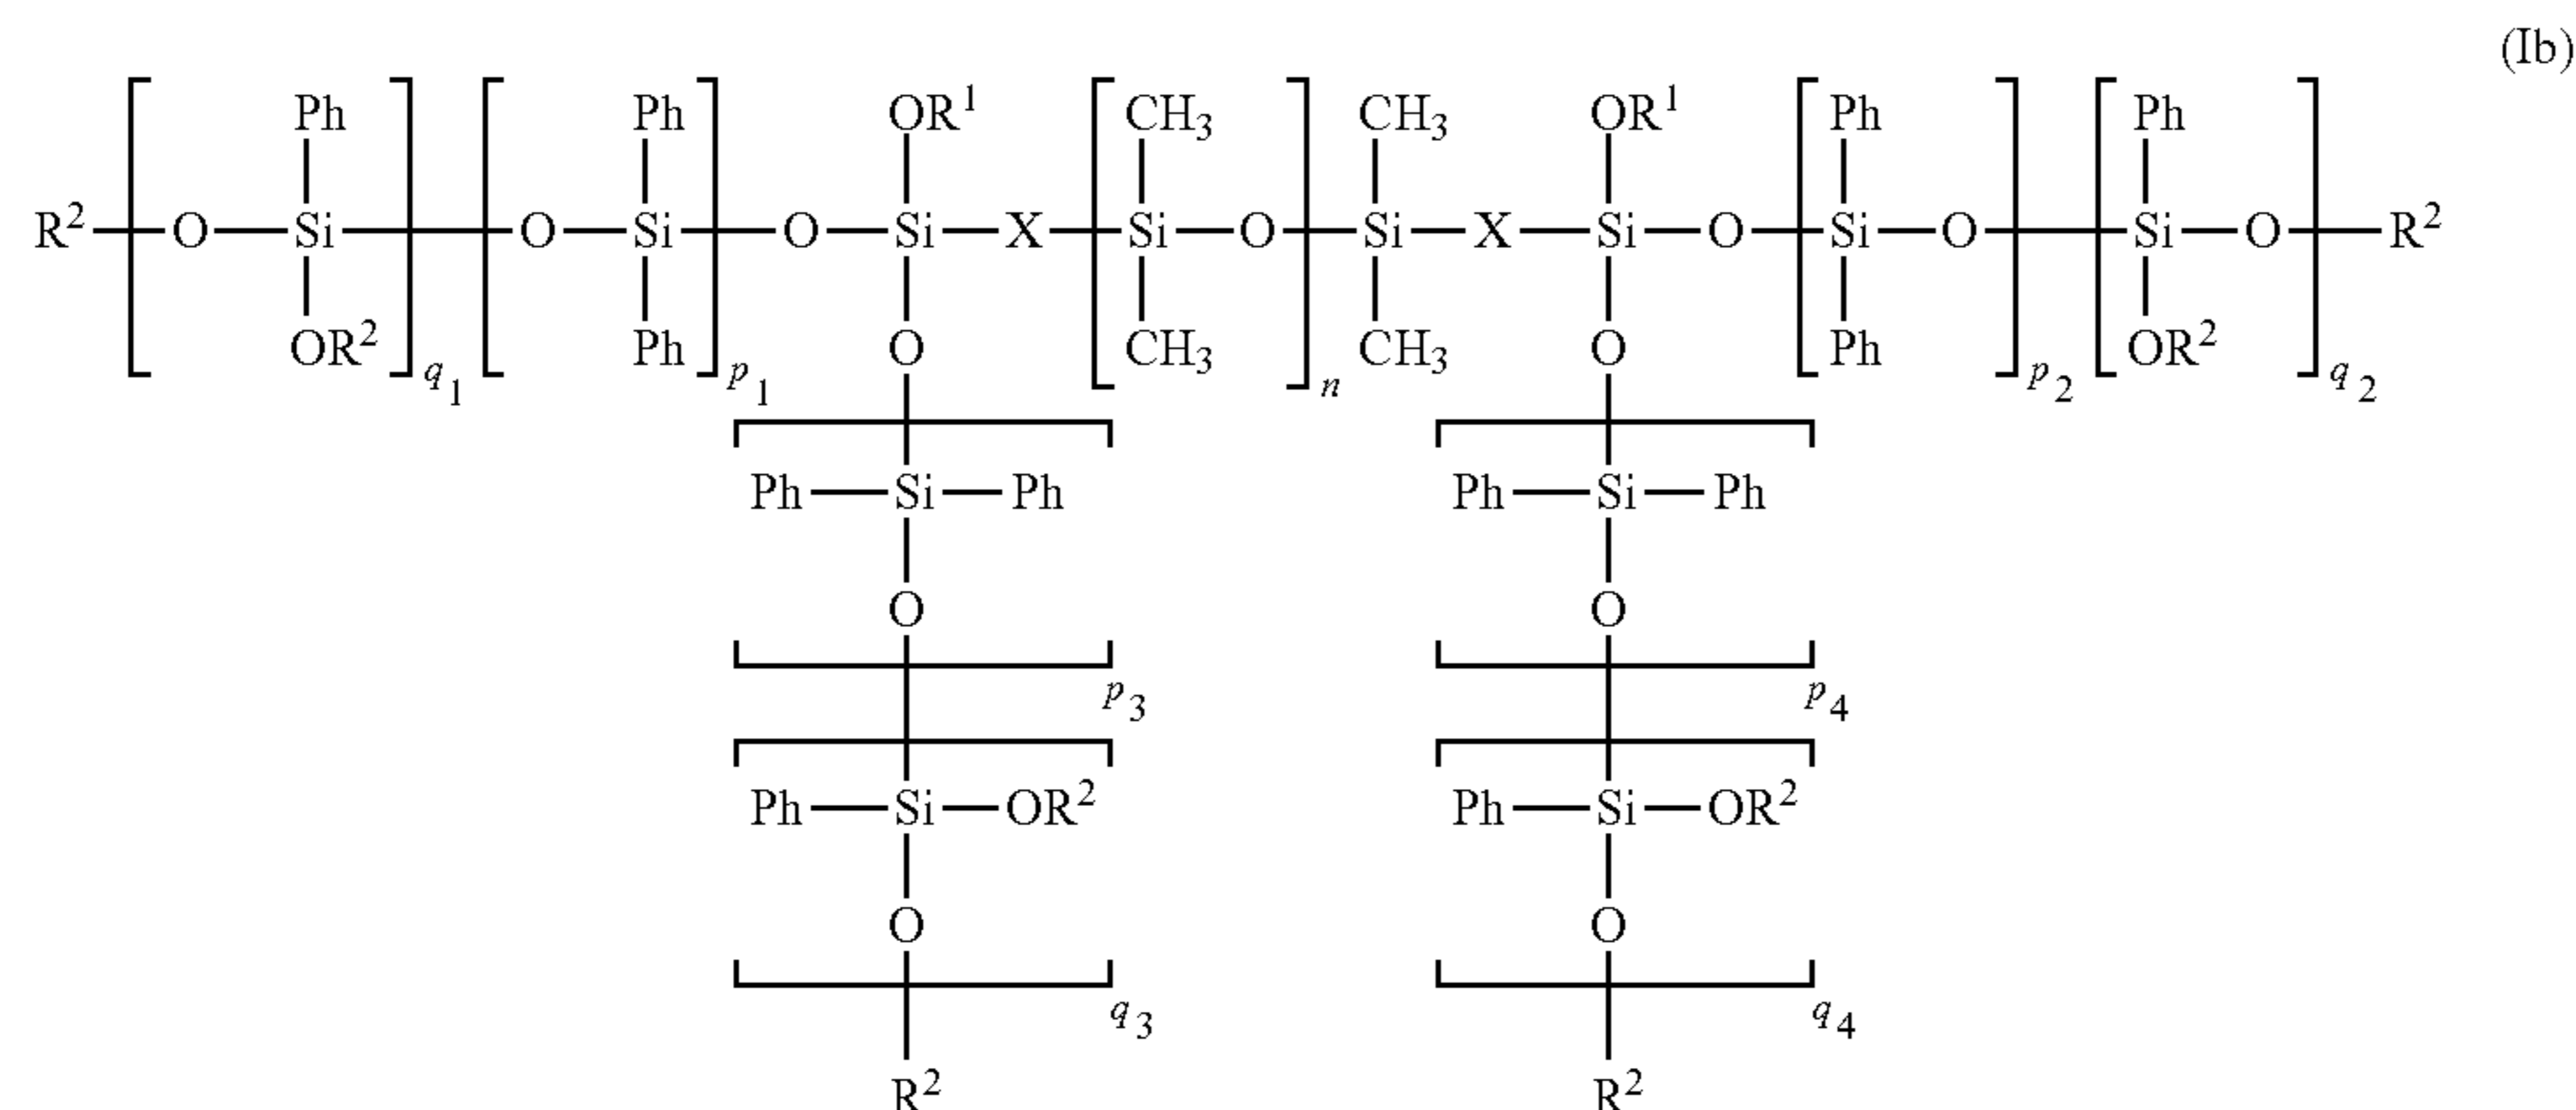 (Ib)
Ph Ph OR¹ CH₃ CH₃ OR¹ Ph Ph
R² O Si O Si O Si X Si O Si X Si O Si O Si O R²
OR² Ph O CH₃ CH₃ O Ph OR²
q₁ p₁ n p₂ q₂
Ph Si Ph Ph Si Ph
O O
p₃ p₄
Ph Si OR² Ph Si OR²
O O
q₃ q₄
R² R²